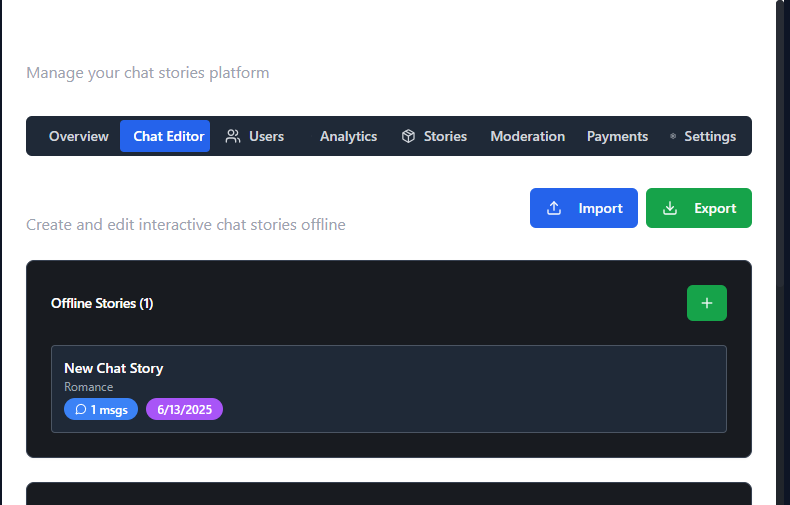 Manage your chat stories platform
Overview Chat Editor Users Analytics Stories Moderation Payments Settings
Import Export
Create and edit interactive chat stories offline
Offline Stories (1)
New Chat Story
Romance
1 msgs 6/13/2025